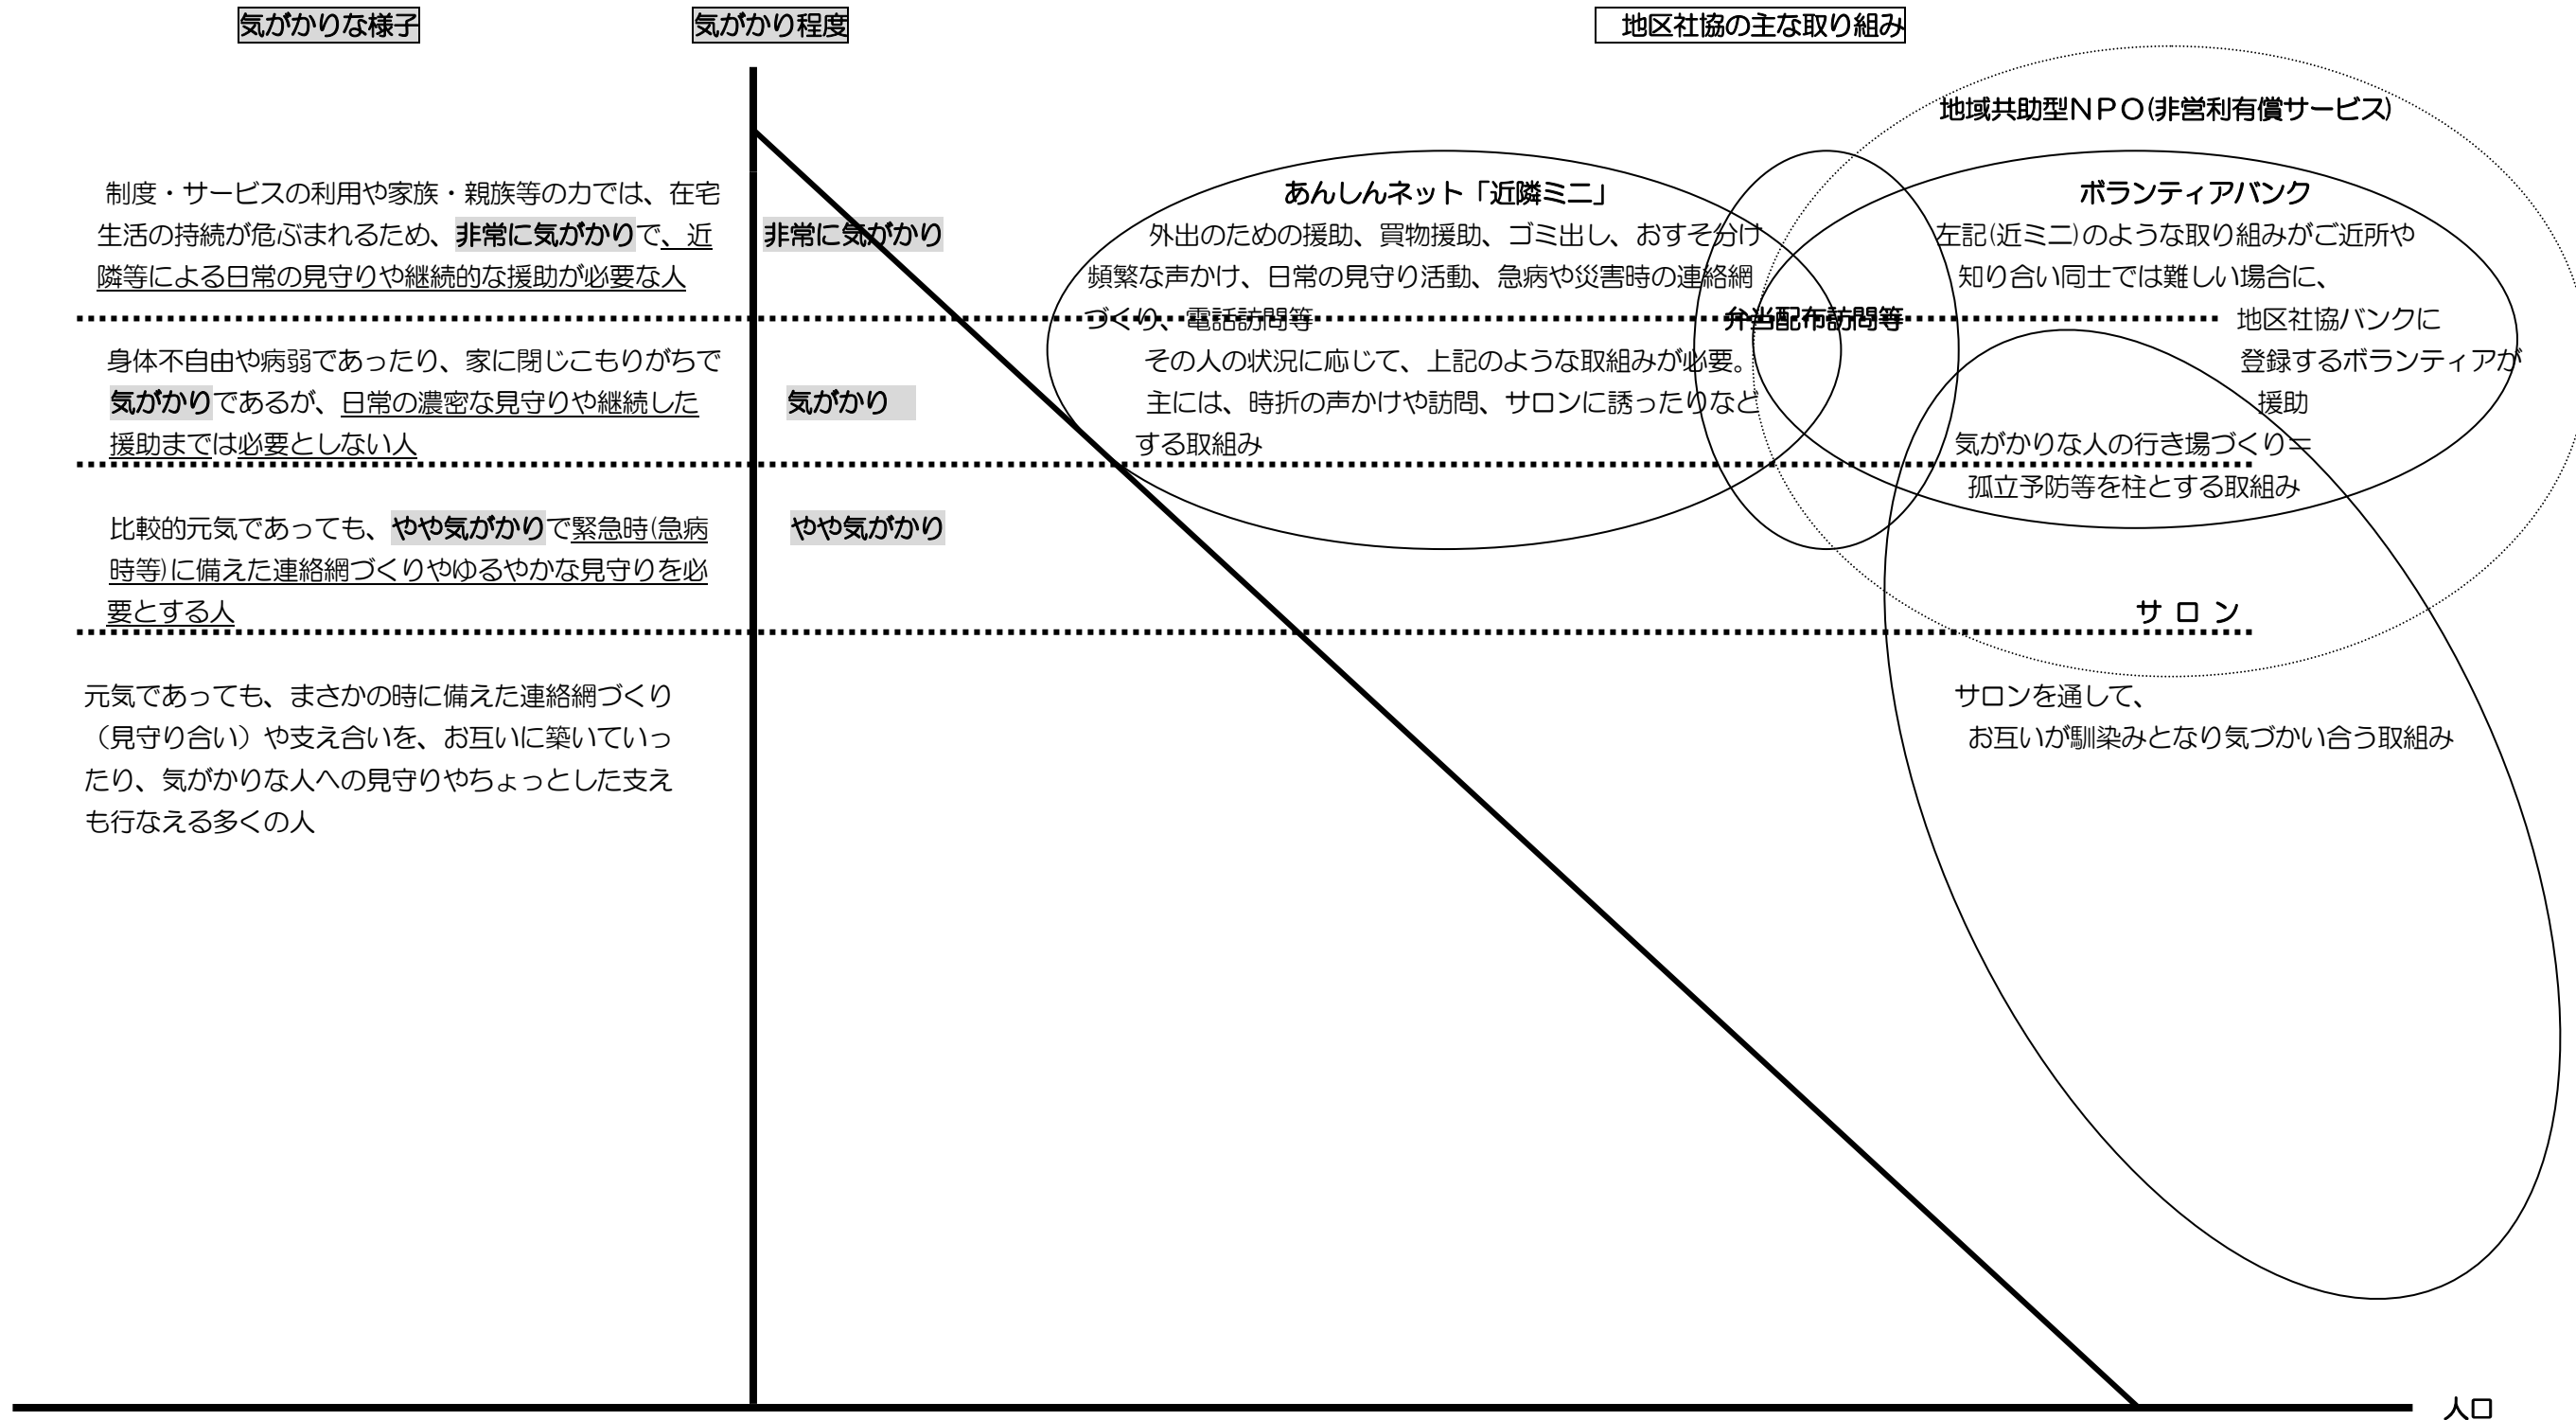 気がかりな様子
気がかり程度
地区社協の主な取り組み
地域共助型ＮＰＯ(非営利有償サービス)
制度・サービスの利用や家族・親族等の力では、在宅
生活の持続が危ぶまれるため、非常に気がかりで、近
隣等による日常の見守りや継続的な援助が必要な人
非常に気がかり
あんしんネット「近隣ミニ」
外出のための援助、買物援助、ゴミ出し、おすそ分け
頻繁な声かけ、日常の見守り活動、急病や災害時の連絡網
づくり、電話訪問等
弁当配布訪問等
ボランティアバンク
左記(近ミニ)のような取り組みがご近所や
知り合い同士では難しい場合に、
地区社協バンクに
登録するボランティアが
援助
身体不自由や病弱であったり、家に閉じこもりがちで
気がかりであるが、日常の濃密な見守りや継続した
援助までは必要としない人
気がかり
その人の状況に応じて、上記のような取組みが必要。
主には、時折の声かけや訪問、サロンに誘ったりなど
する取組み
気がかりな人の行き場づくり＝
孤立予防等を柱とする取組み
比較的元気であっても、やや気がかりで緊急時(急病
時等)に備えた連絡網づくりやゆるやかな見守りを必
要とする人
やや気がかり
サ ロ ン
元気であっても、まさかの時に備えた連絡網づくり
（見守り合い）や支え合いを、お互いに築いていっ
たり、気がかりな人への見守りやちょっとした支え
も行なえる多くの人
サロンを通して、
お互いが馴染みとなり気づかい合う取組み
人口